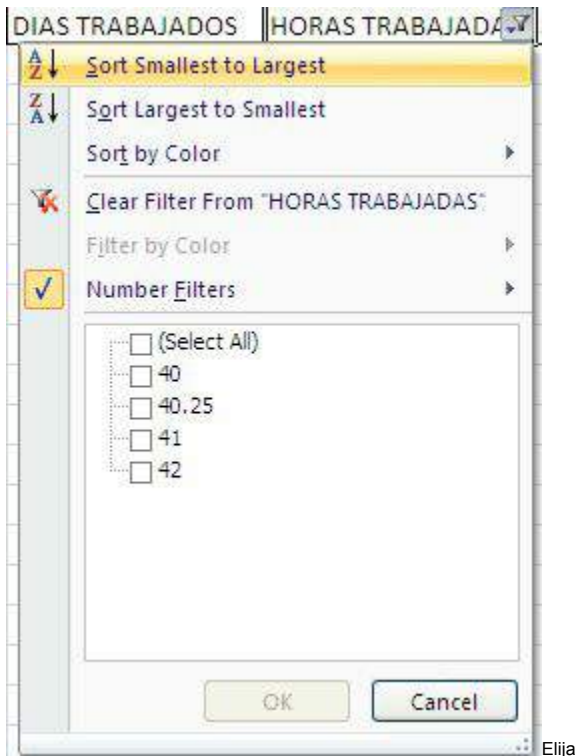 DIAS TRABAJADOS HORAS TRABAJADA
Sort Smallest to Largest
Sort Largest to Smallest
Sort by Color
Clear Filter From "HORAS TRABAJADAS"
Filter by Color
Number Filters
(Select All)
40
40.25
41
42
OK Cancel
Elija